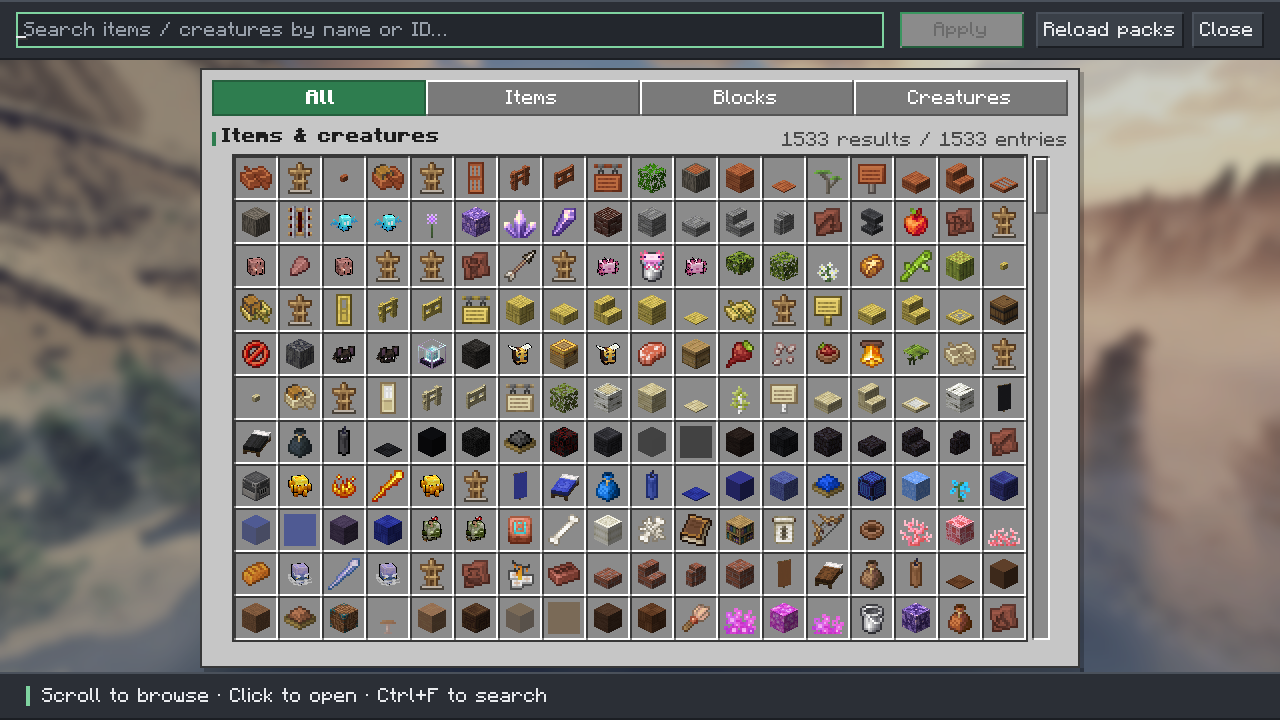 Search items / creatures by name or ID...
Apply
Reload packs
Close
All
Items
Blocks
Creatures
Items & creatures
1533 results / 1533 entries
Scroll to browse · Click to open · Ctrl+F to search